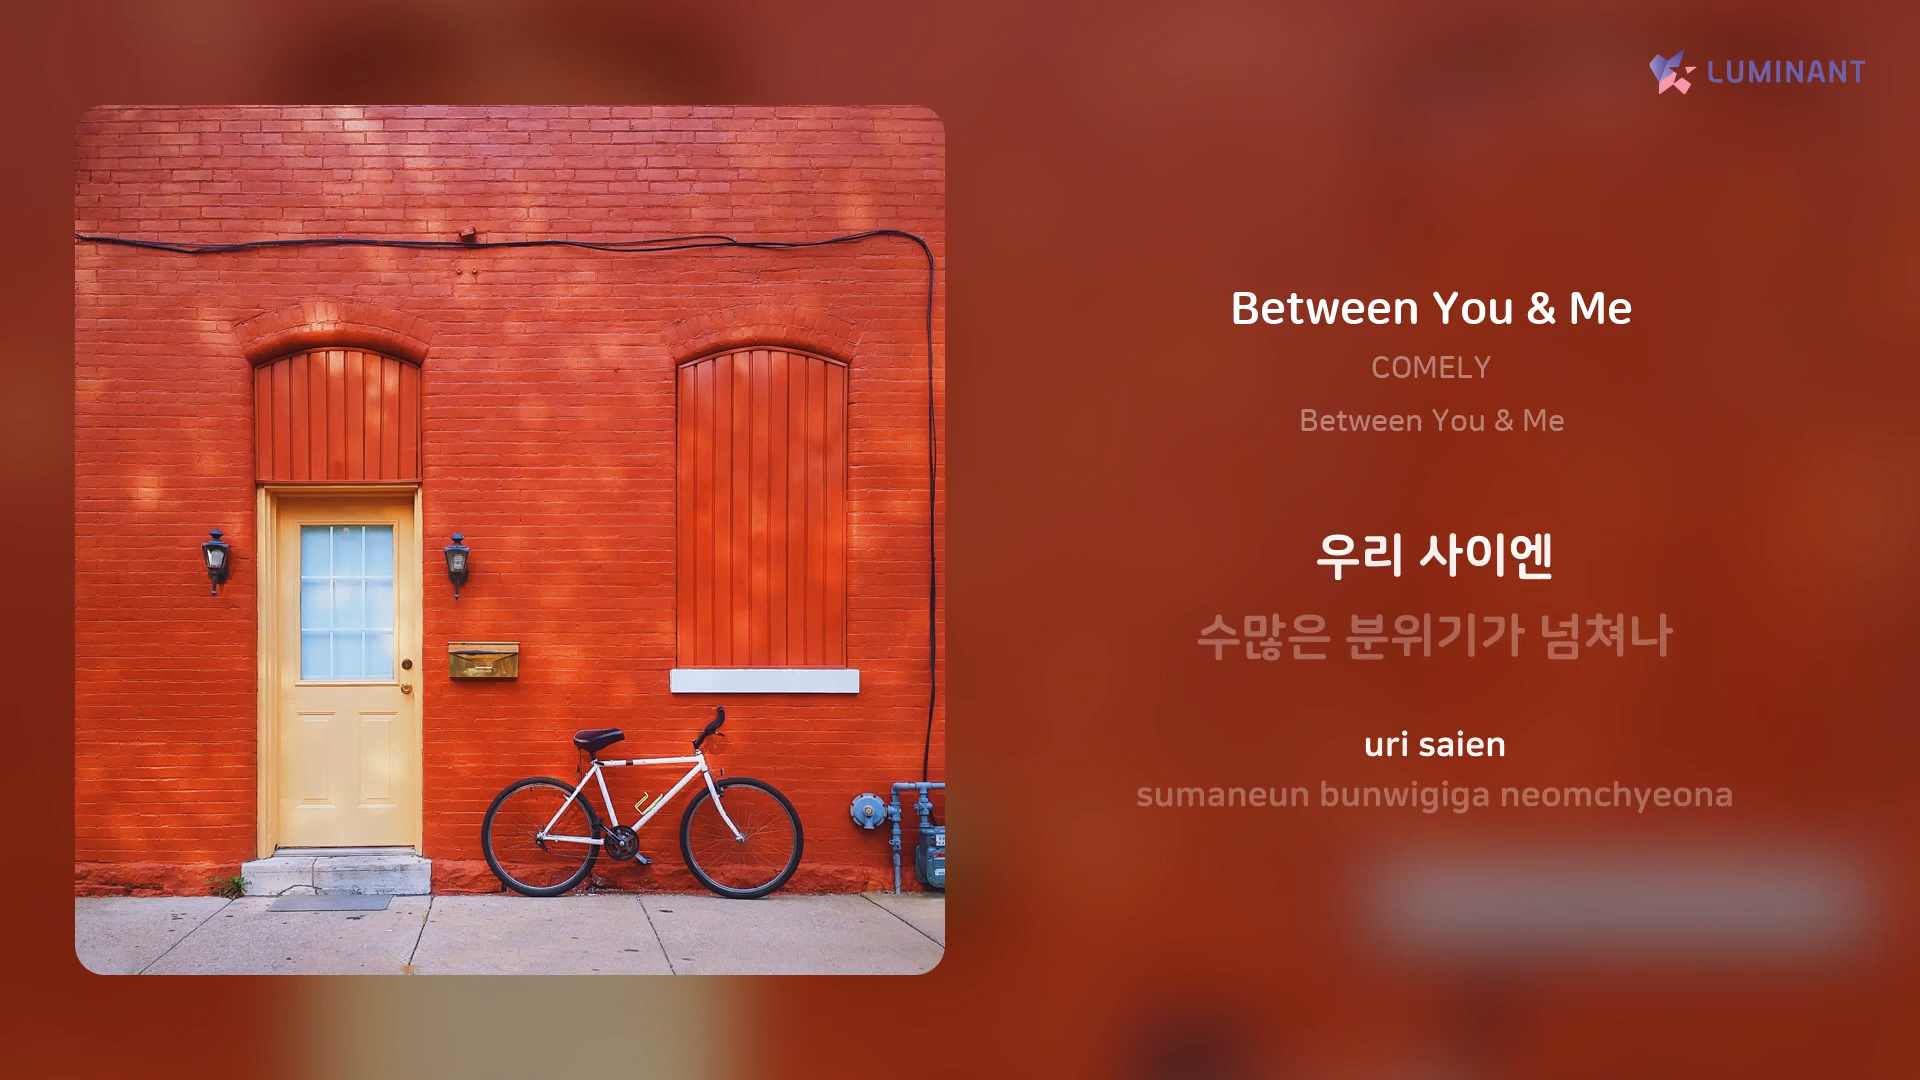 LUMINANT
Between You & Me
COMELY
Between You & Me
우리 사이엔
수많은 분위기가 넘쳐나
uri saien
sumaneun bunwigiga neomchyeona